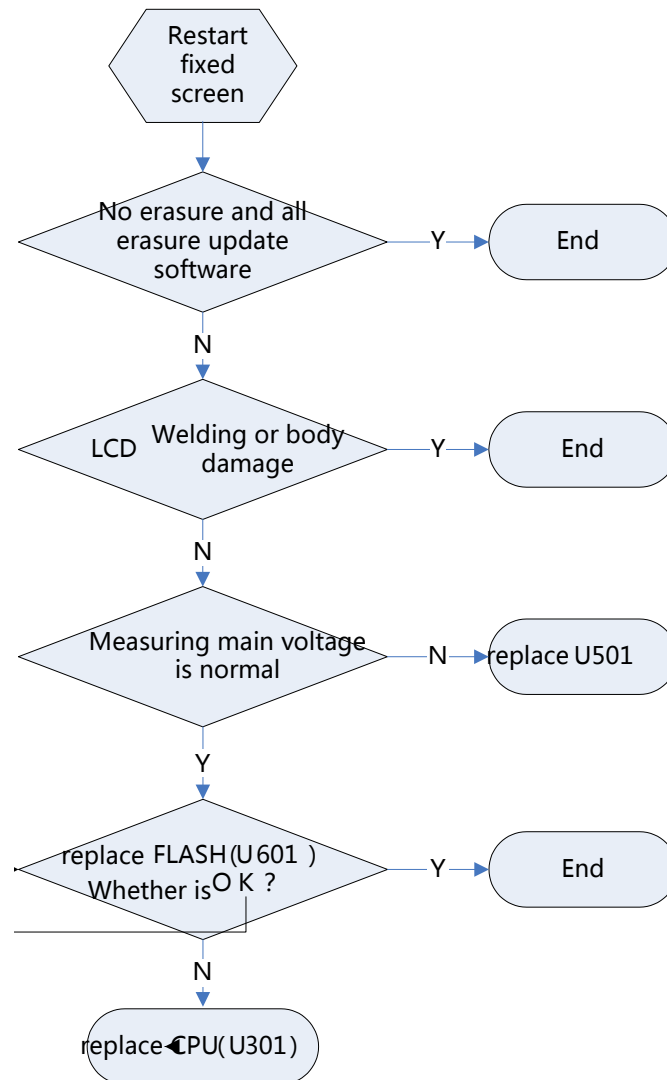 Restart
fixed
screen
No erasure and all
erasure update
software
Y
End
N
LCD Welding or body
damage
Y
End
N
Measuring main voltage
is normal
N
replace U501
Y
replace FLASH(U601)
Whether is OK?
Y
End
N
replace CPU(U301)